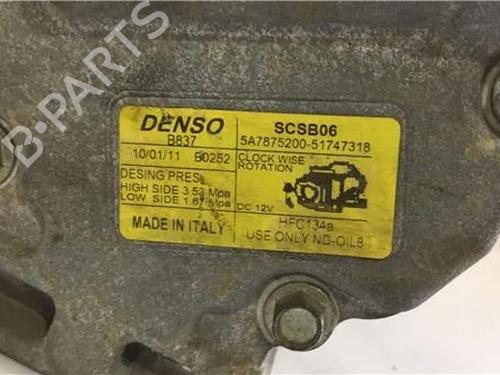 B-PARTS
DENSO
B837
10/01/11 B0252
DESING PRES
HIGH SIDE 3.53 Mpa
LOW SIDE 1.67 Mpa
MADE IN ITALY
SCSB06
5A7875200-51747318
CLOCK WISE
ROTATION
DC 12V
HFC134a
USE ONLY ND-OIL8